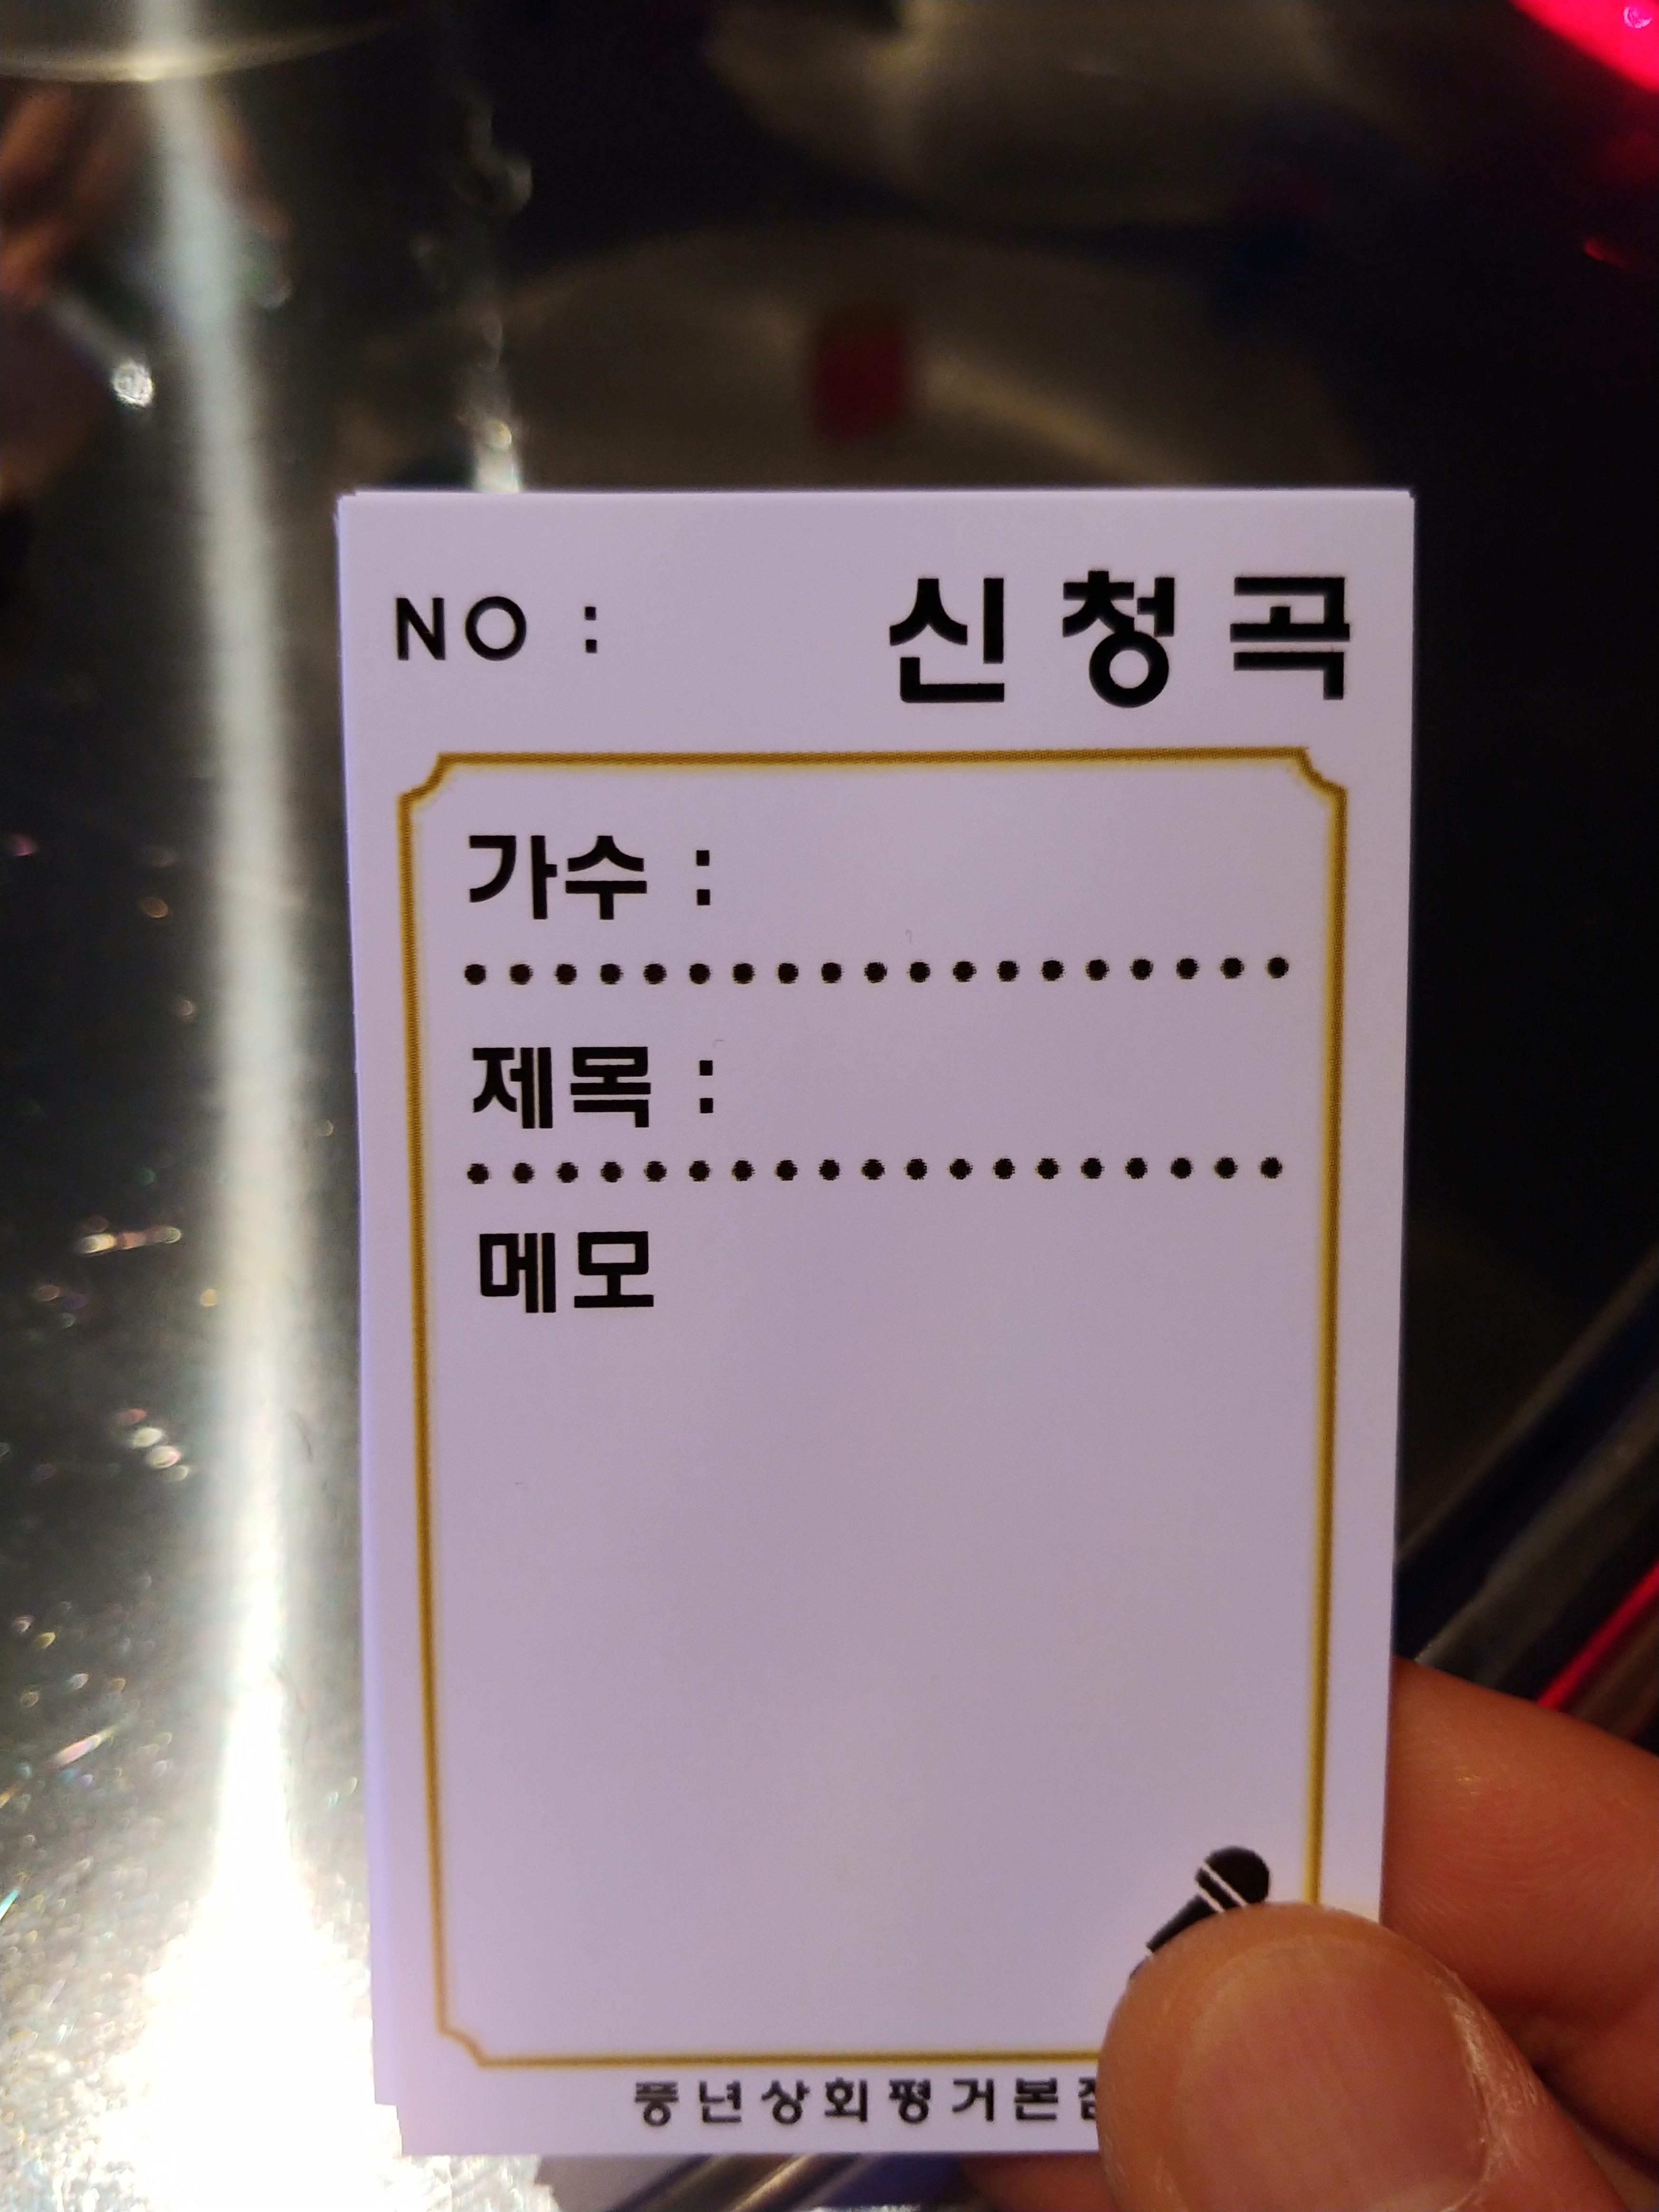 NO : 신청곡
가수 :
제목 :
메모
풍년상회평거본